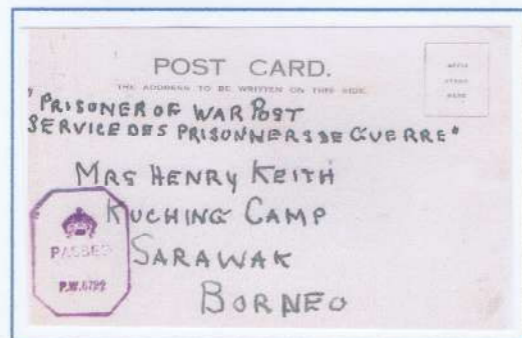 POST CARD.
THE ADDRESS TO BE WRITTEN ON THIS SIDE
"PRISONER OF WAR POST
SERVICE DES PRISONNERS DE GUERRE"
MRS HENRY KEITH
KUCHING CAMP
SARAWAK
BORNEO
PASSED